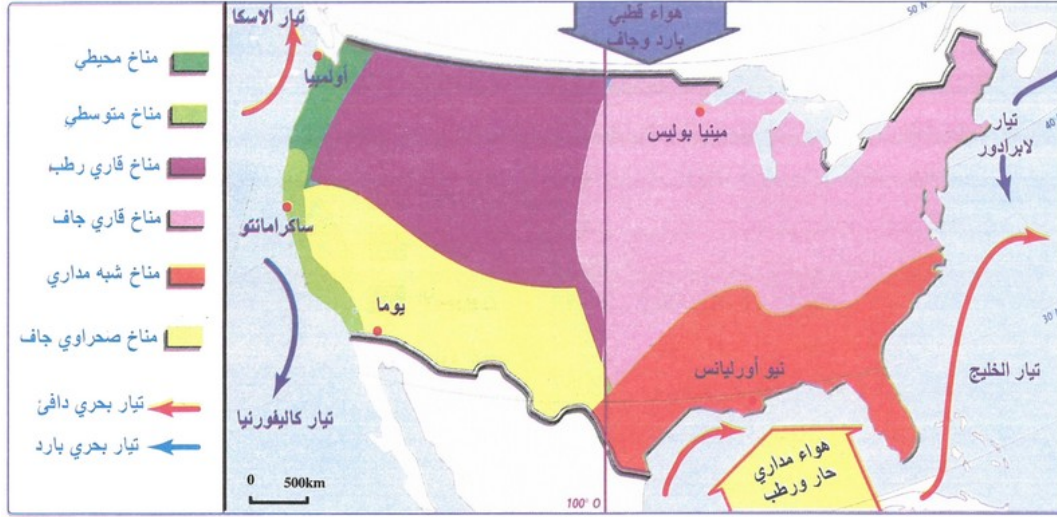 مناخ محيطي
مناخ متوسطي
مناخ قاري رطب
مناخ قاري جاف
مناخ شبه مداري
مناخ صحراوي جاف
تيار بحري دافئ
تيار بحري بارد
تيار ألاسكا
هواء قطبي
بارد وجاف
50° N
أولمبيا
مينيا بوليس
تيار
لابرادور
40°
ساكرامانتو
يوما
30°
نيو أورليانس
تيار الخليج
تيار كاليفورنيا
هواء مداري
حار ورطب
0 500km
100° O